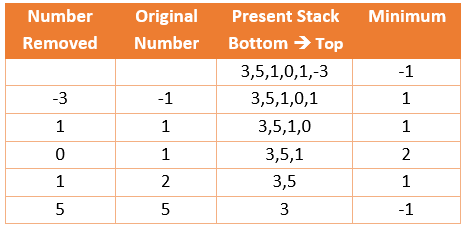 Number Removed | Original Number | Present Stack Bottom ➔ Top | Minimum
| | 3,5,1,0,1,-3 | -1
-3 | -1 | 3,5,1,0,1 | 1
1 | 1 | 3,5,1,0 | 1
0 | 1 | 3,5,1 | 2
1 | 2 | 3,5 | 1
5 | 5 | 3 | -1